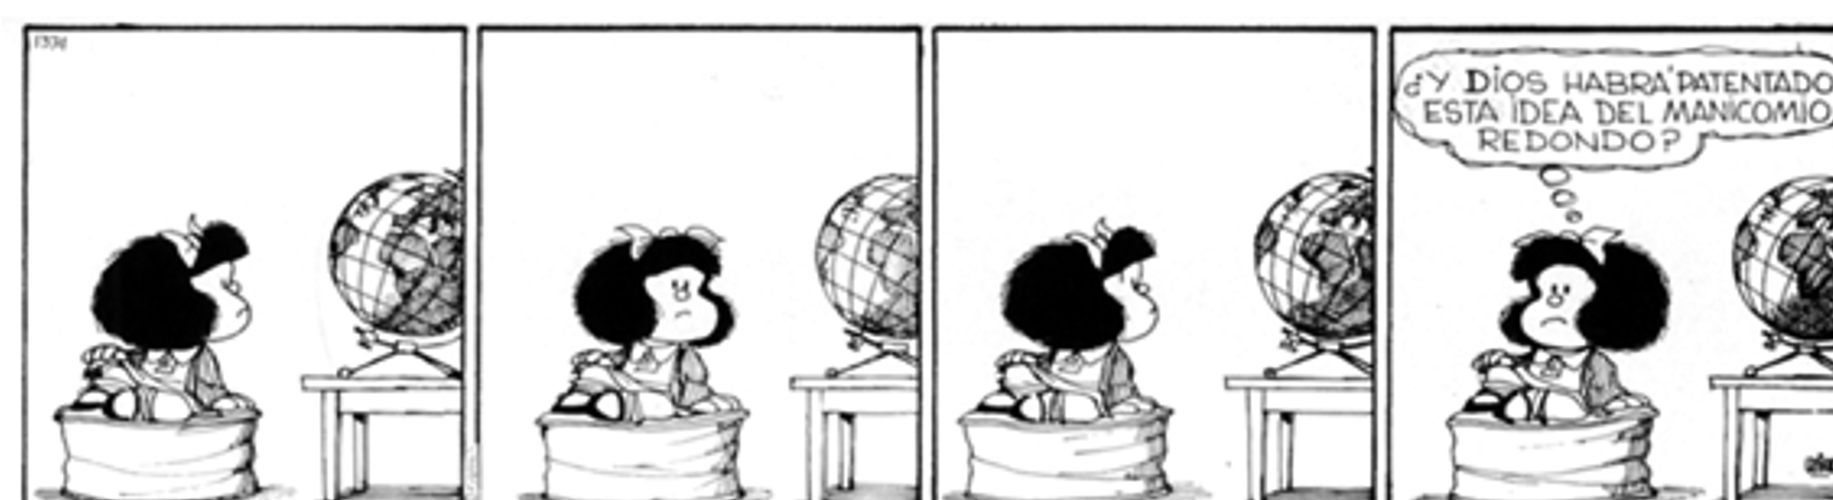 ¿Y DIOS HABRÁ PATENTADO
ESTA IDEA DEL MANICOMIO
REDONDO?